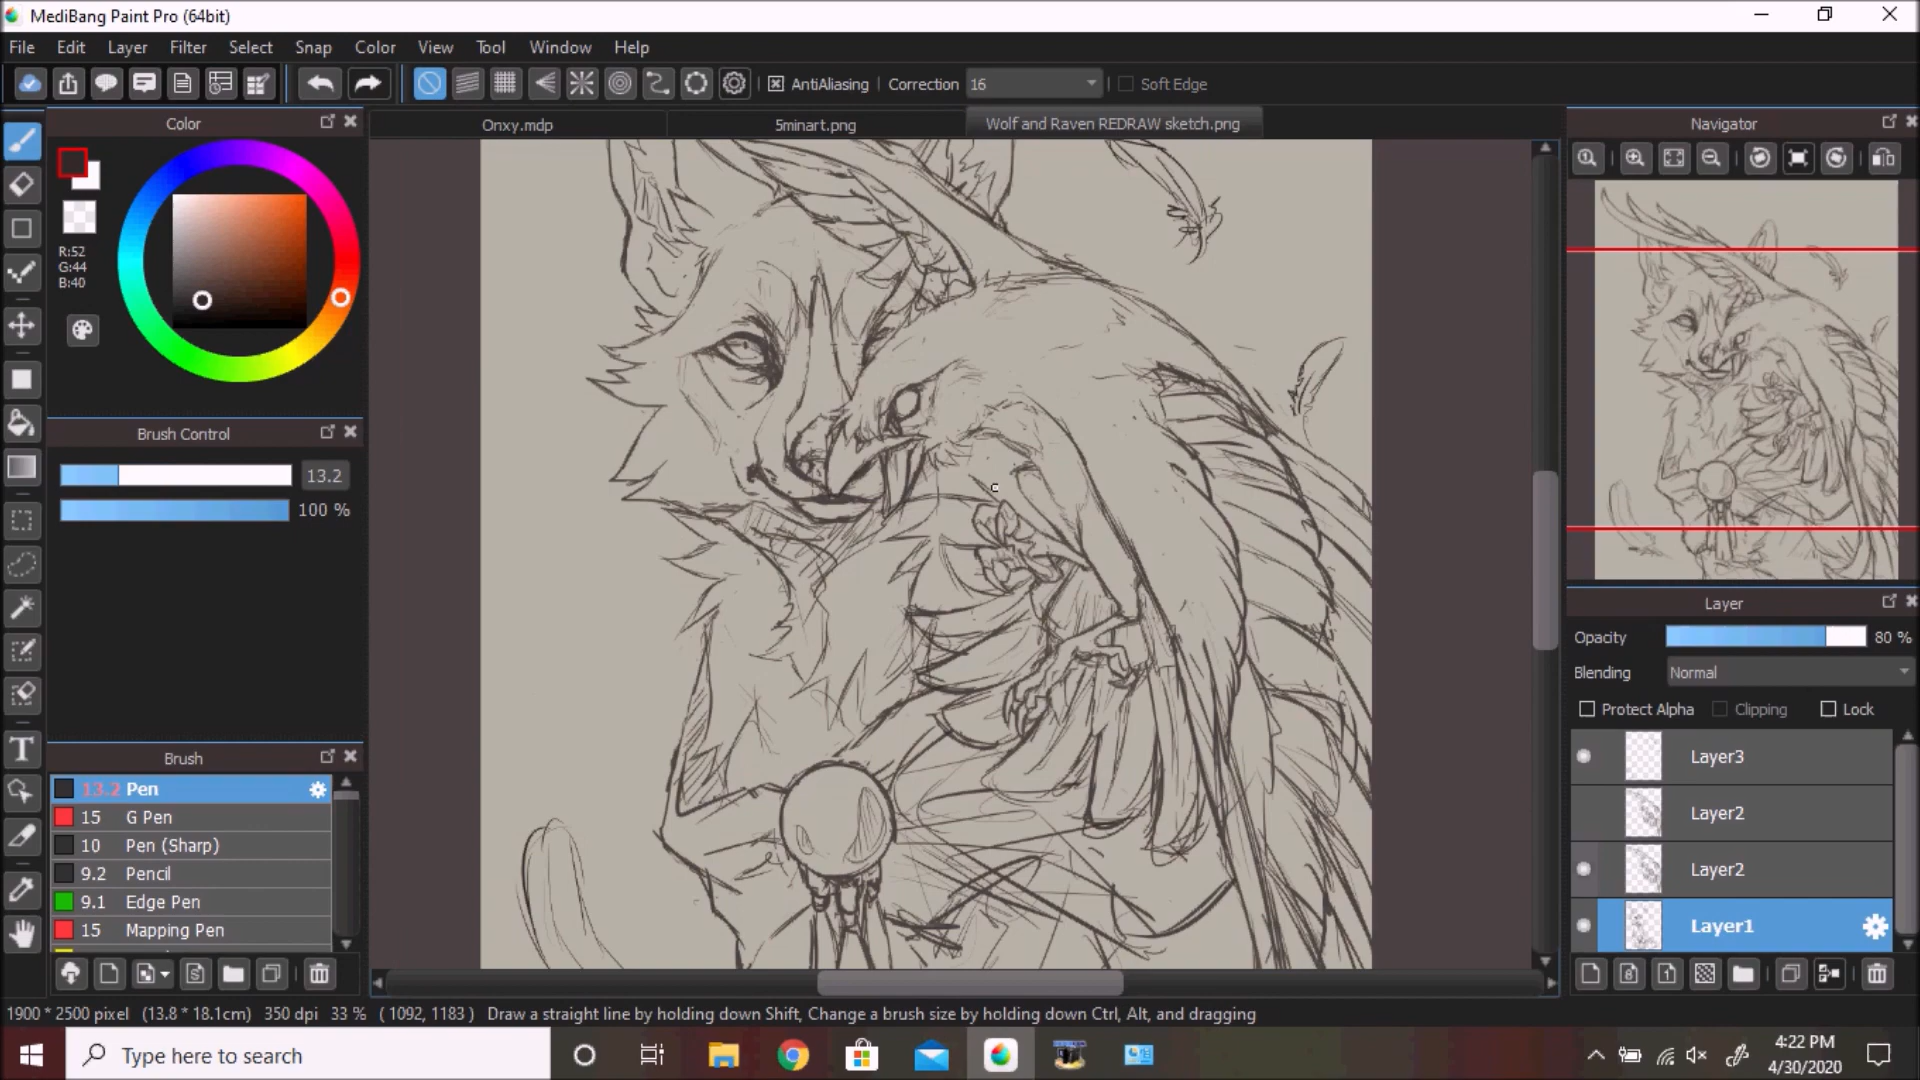 MediBang Paint Pro (64bit)
File Edit Layer Filter Select Snap Color View Tool Window Help
AntiAliasing Correction 16 Soft Edge
Color
Onxy.mdp 5minart.png Wolf and Raven REDRAW sketch.png
Navigator
R:52
G:44
B:40
Brush Control
13.2
100 %
Layer
Opacity 80 %
Blending Normal
Protect Alpha Clipping Lock
Layer3
Layer2
Layer2
Layer1
Brush
13.2 Pen
15 G Pen
10 Pen (Sharp)
9.2 Pencil
9.1 Edge Pen
15 Mapping Pen
1900 * 2500 pixel (13.8 * 18.1cm) 350 dpi 33 % ( 1092, 1183 ) Draw a straight line by holding down Shift, Change a brush size by holding down Ctrl, Alt, and dragging
Type here to search
4:22 PM
4/30/2020